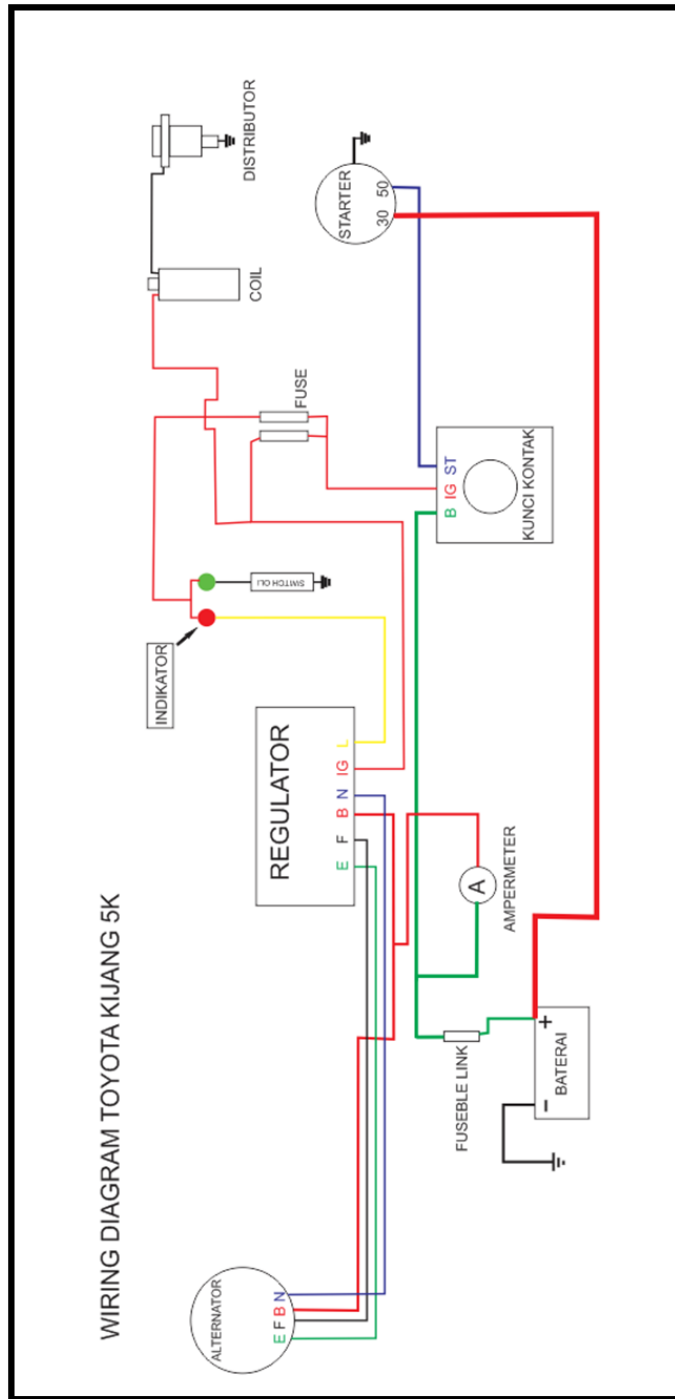 WIRING DIAGRAM TOYOTA KIJANG 5K
DISTRIBUTOR
COIL
STARTER
30 50
FUSE
B IG ST
KUNCI KONTAK
SWITCH OLI
INDIKATOR
REGULATOR
E F B N IG L
A
AMPERMETER
FUSEBLE LINK
- +
BATERAI
ALTERNATOR
E F B N